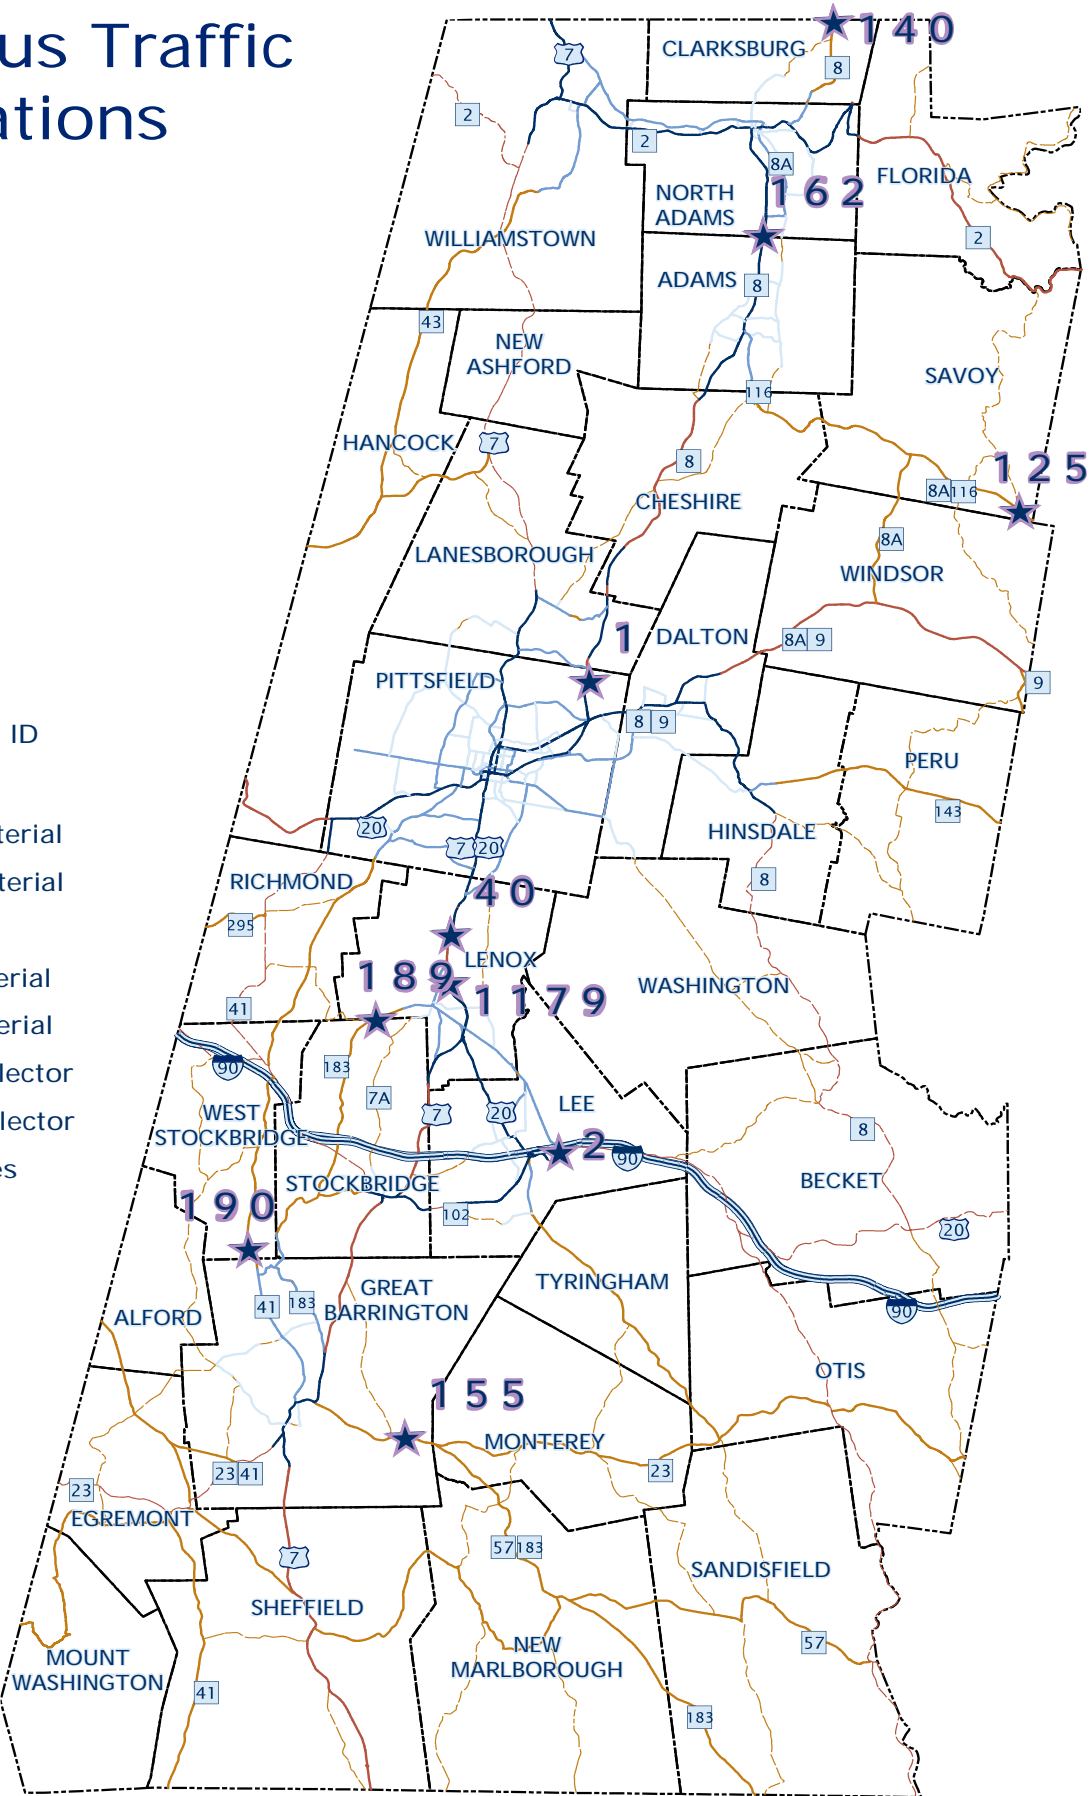 us Traffic
ations
140
CLARKSBURG
7
8
2
2
8A
FLORIDA
162
NORTH
ADAMS
WILLIAMSTOWN
2
ADAMS
8
43
NEW
ASHFORD
SAVOY
116
HANCOCK
7
8
125
8A 116
CHESHIRE
8A
LANESBOROUGH
WINDSOR
1
DALTON
8A 9
PITTSFIELD
9
8 9
ID
PERU
143
terial
20
HINSDALE
7 20
terial
RICHMOND
8
40
295
LENOX
erial
189
WASHINGTON
1179
41
erial
90
183
lector
7A
WEST
STOCKBRIDGE
7
20
LEE
lector
8
2
90
es
STOCKBRIDGE
BECKET
190
102
20
TYRINGHAM
GREAT
BARRINGTON
41
183
ALFORD
90
OTIS
155
MONTEREY
23 41
23
23
EGREMONT
57 183
7
SANDISFIELD
SHEFFIELD
57
NEW
MARLBOROUGH
MOUNT
WASHINGTON
41
183